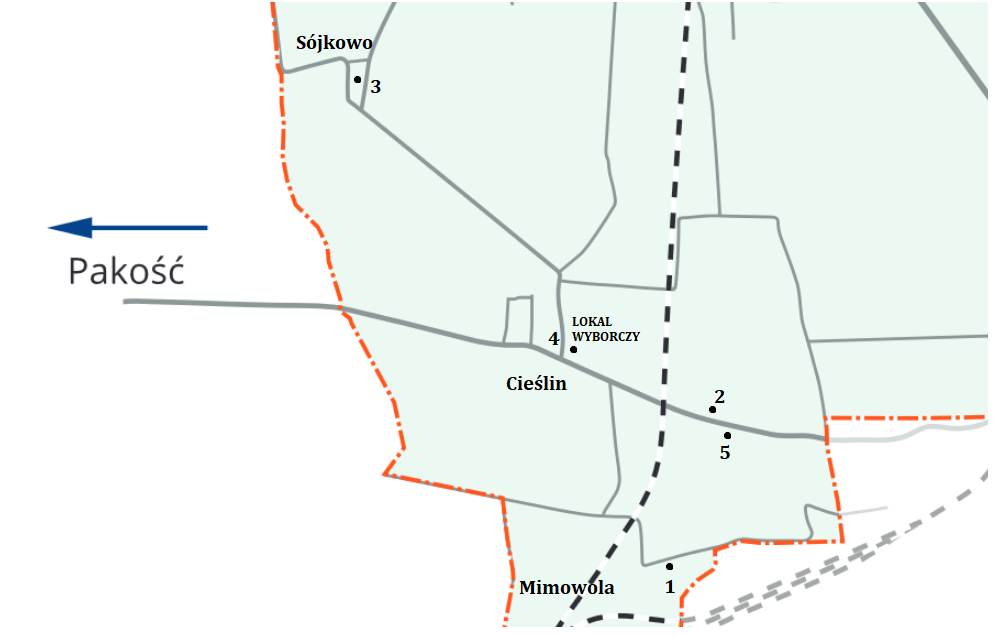 Sójkowo
3
Pakość
LOKAL
WYBORCZY
4
Cieślin
2
5
Mimowola
1